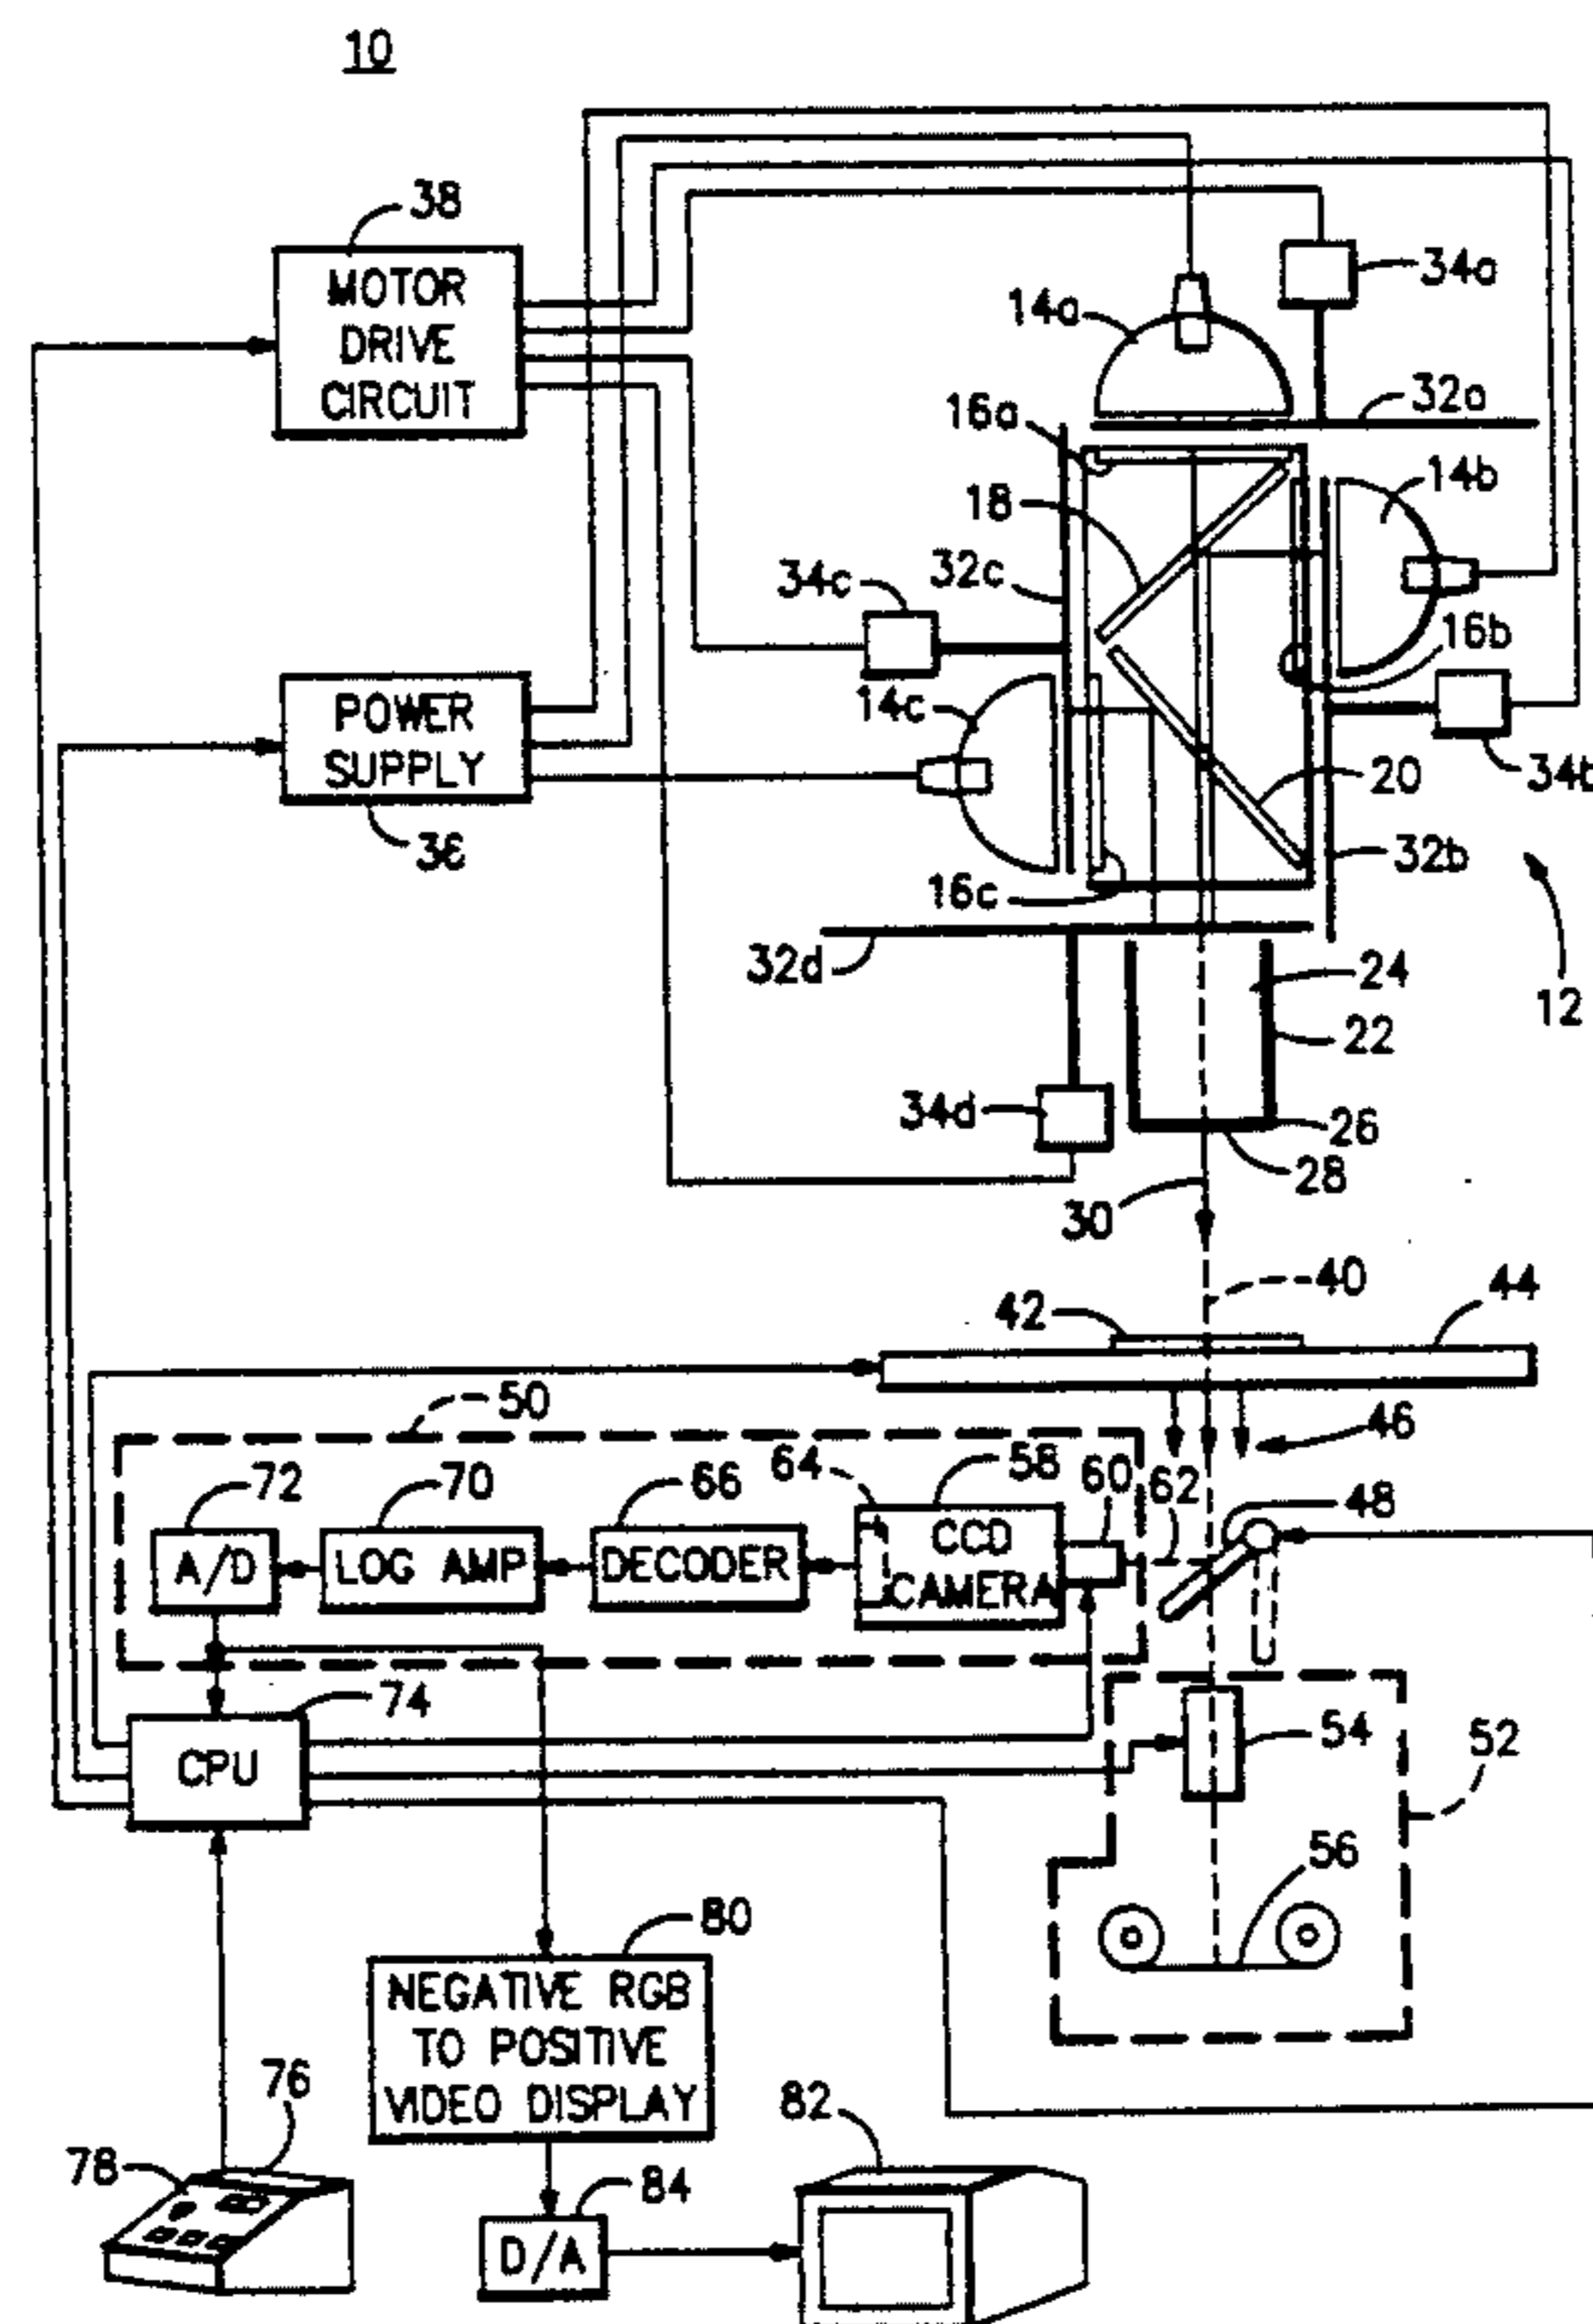 10
38
MOTOR
DRIVE
CIRCUIT
34a
14a
32a
16a
14b
18
34c
32c
16b
POWER
SUPPLY
14c
20
34b
36
32b
16c
32d
24
12
22
34d
26
28
30
40
42
44
50
46
72
70
66
64
58
60
62
48
A/D
LOG AMP
DECODER
CCD
CAMERA
74
CPU
54
52
56
80
NEGATIVE RGB
TO POSITIVE
VIDEO DISPLAY
76
82
78
84
D/A